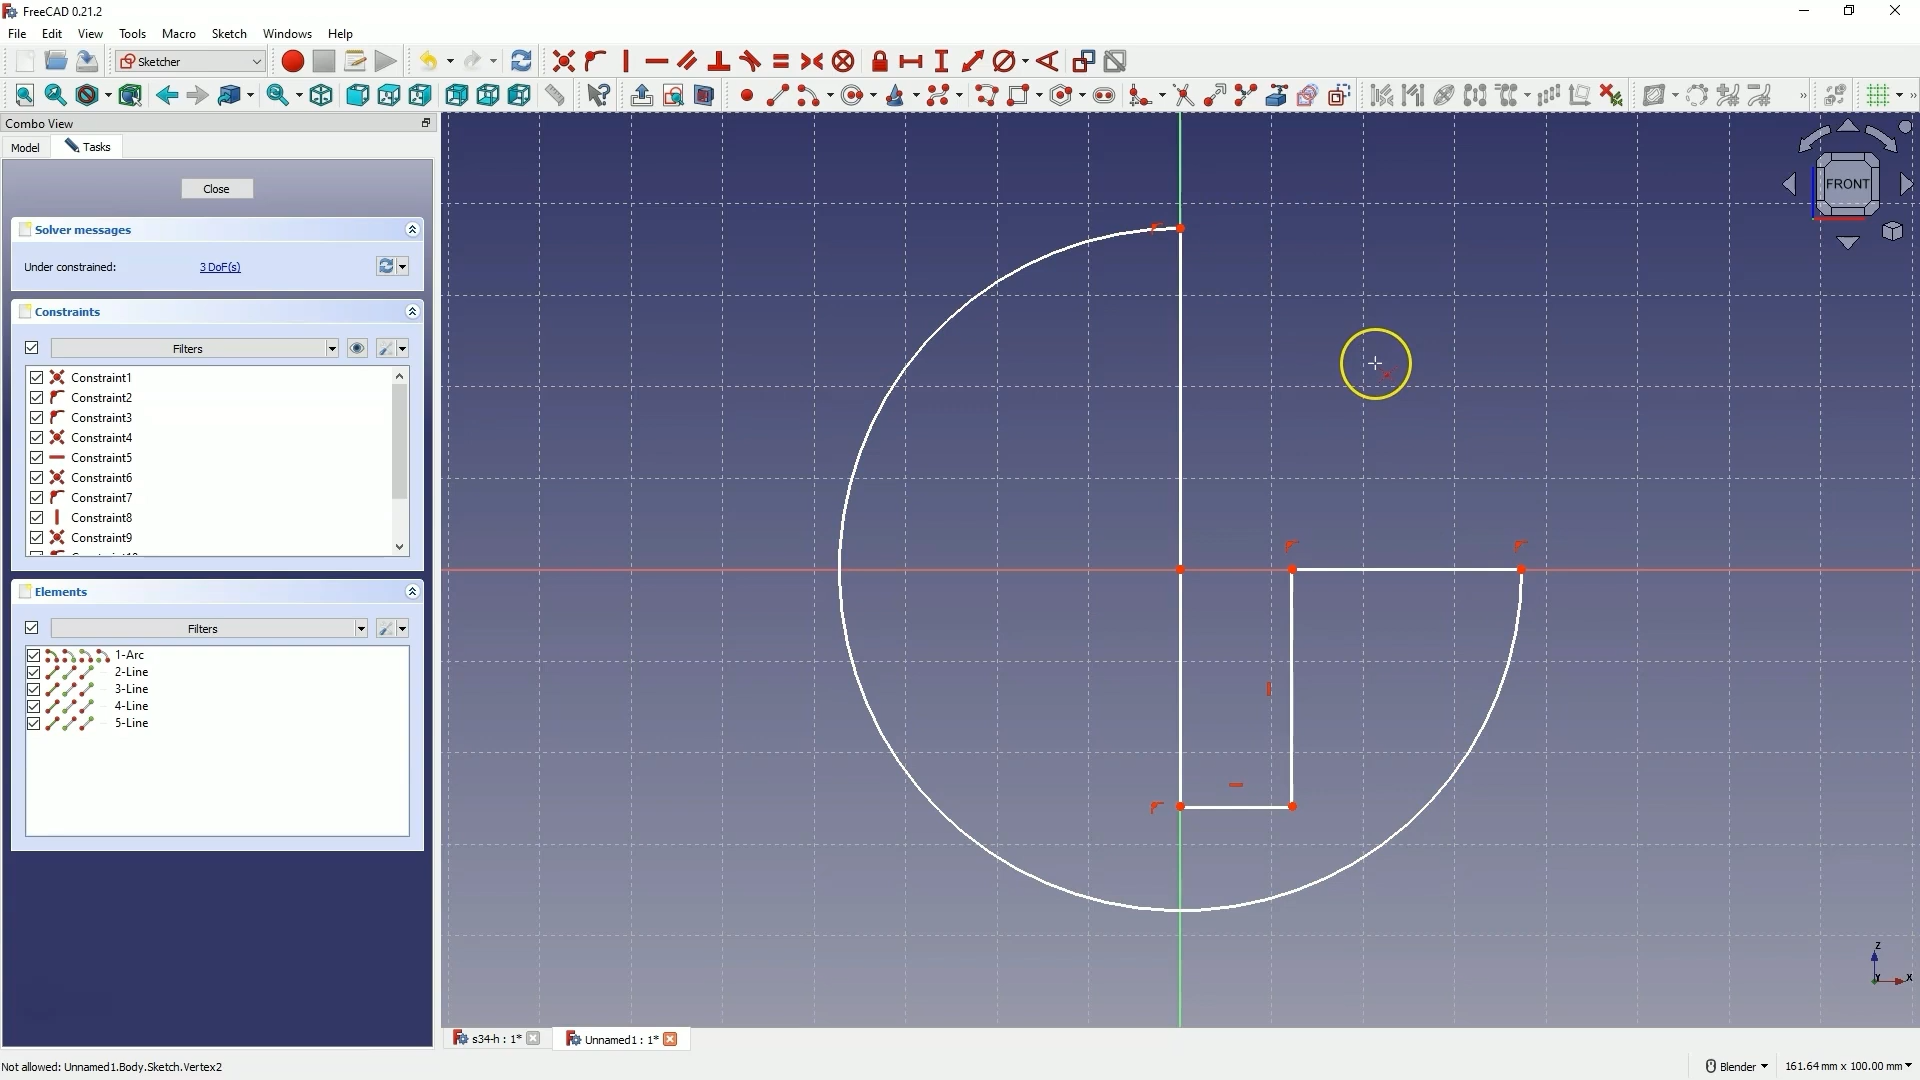 FreeCAD 0.21.2
File Edit View Tools Macro Sketch Windows Help
Sketcher
Combo View
Model Tasks
Close
Solver messages
Under constrained: 3 DoF(s)
Constraints
Filters
Constraint1
Constraint2
Constraint3
Constraint4
Constraint5
Constraint6
Constraint7
Constraint8
Constraint9
Elements
Filters
1-Arc
2-Line
3-Line
4-Line
5-Line
FRONT
Z
Y X
s34-h : 1* Unnamed1 : 1*
Not allowed: Unnamed1.Body.Sketch.Vertex2 Blender 161.64 mm x 100.00 mm